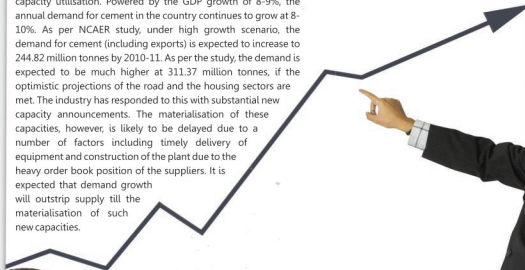 capacity utilisation. Powered by the GDP growth of 8-9%, the
annual demand for cement in the country continues to grow at 8-
10%. As per NCAER study, under high growth scenario, the
demand for cement (including exports) is expected to increase to
244.82 million tonnes by 2010-11. As per the study, the demand is
expected to be much higher at 311.37 million tonnes, if the
optimistic projections of the road and the housing sectors are
met. The industry has responded to this with substantial new
capacity announcements. The materialisation of these
capacities, however, is likely to be delayed due to a
number of factors including timely delivery of
equipment and construction of the plant due to the
heavy order book position of the suppliers. It is
expected that demand growth
will outstrip supply till the
materialisation of such
new capacities.